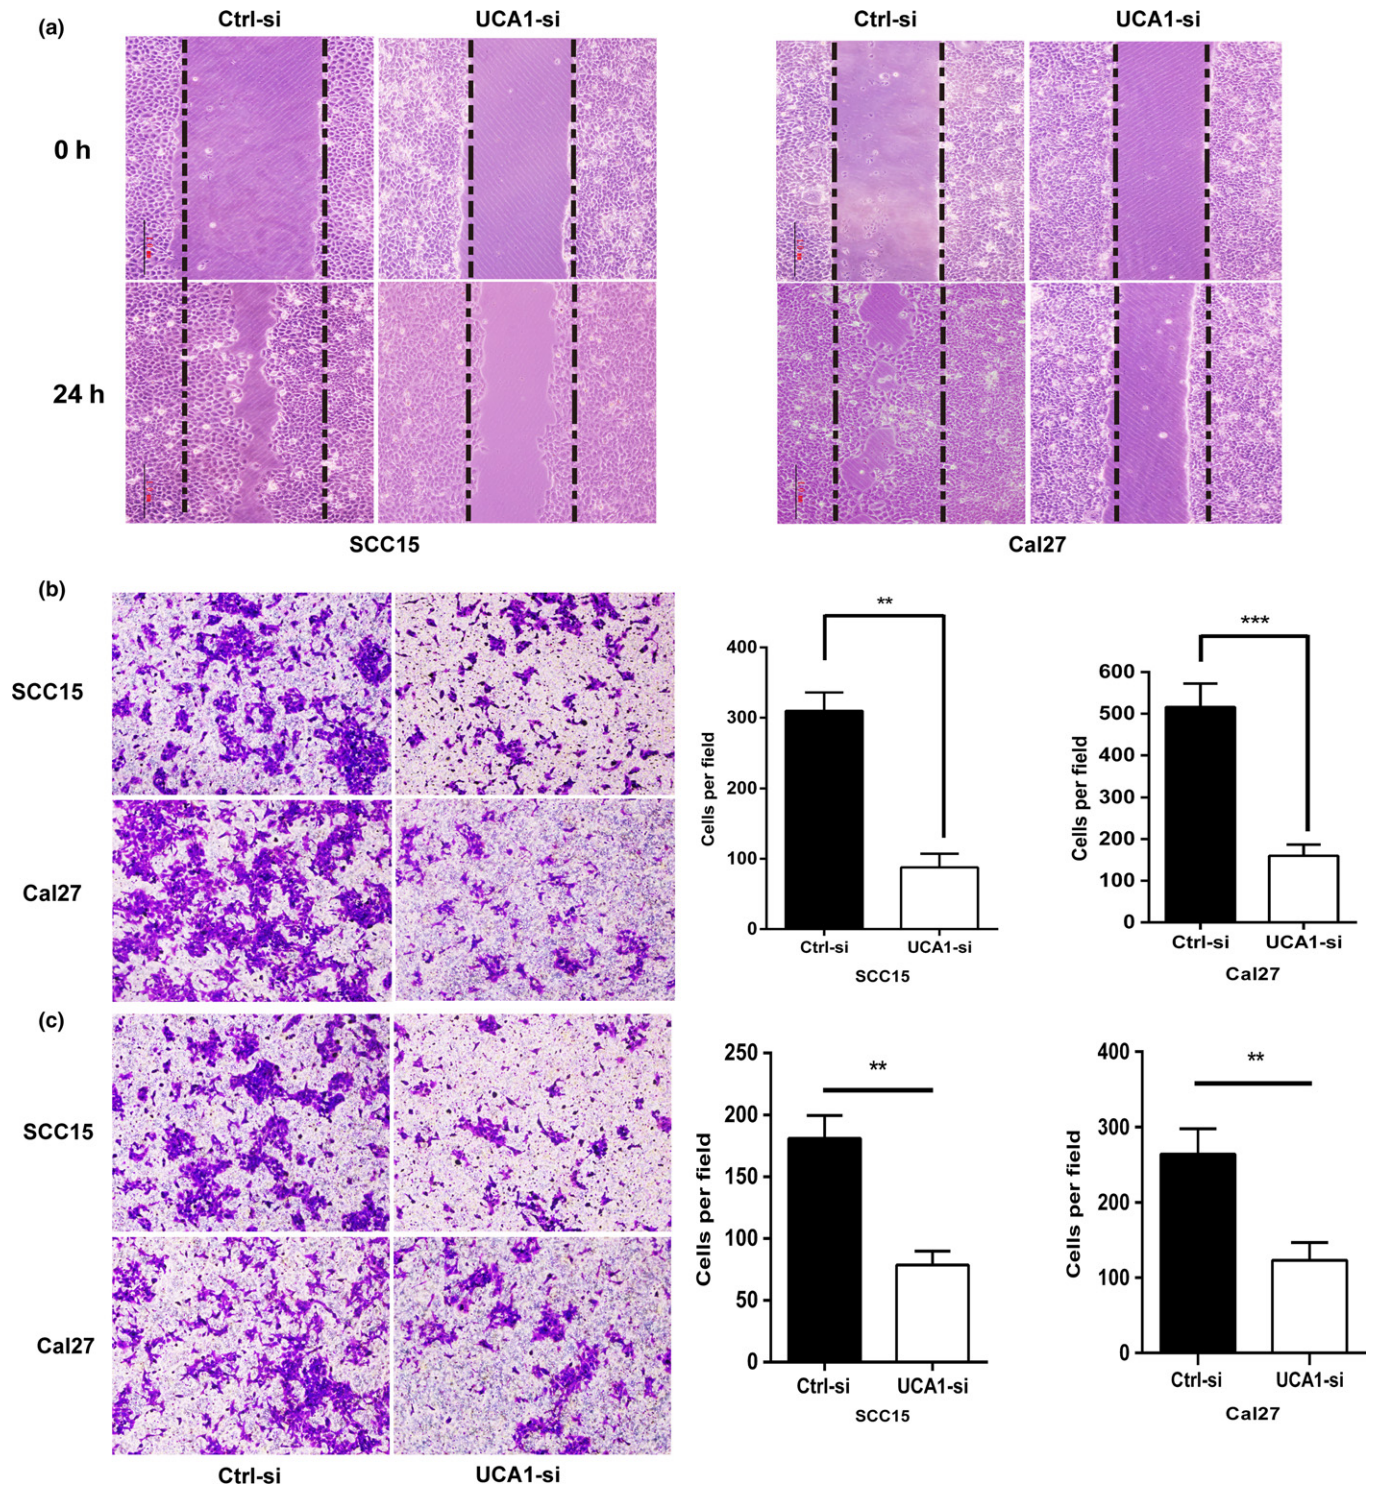 (a)
Ctrl-si UCA1-si Ctrl-si UCA1-si
0 h
24 h
SCC15 Cal27
(b)
SCC15
Cal27
**
400
300
200
100
0
Cells per field
Ctrl-si UCA1-si
SCC15
***
600
500
400
300
200
100
0
Cells per field
Ctrl-si UCA1-si
Cal27
(c)
SCC15
Cal27
Ctrl-si UCA1-si
**
250
200
150
100
50
0
Cells per field
Ctrl-si UCA1-si
SCC15
**
400
300
200
100
0
Cells per field
Ctrl-si UCA1-si
Cal27